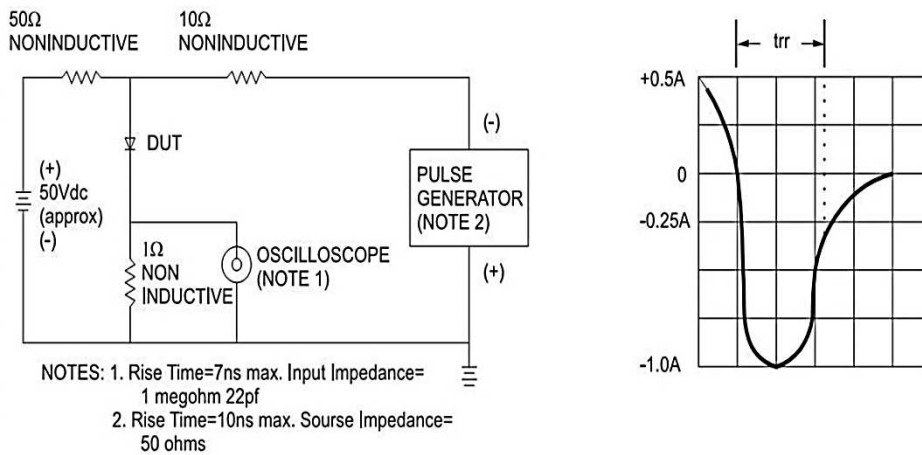 50Ω
NONINDUCTIVE
10Ω
NONINDUCTIVE
DUT
(+)
50Vdc
(approx)
(-)
1Ω
NON
INDUCTIVE
OSCILLOSCOPE
(NOTE 1)
(-)
PULSE
GENERATOR
(NOTE 2)
(+)
NOTES: 1. Rise Time=7ns max. Input Impedance=
1 megohm 22pf
2. Rise Time=10ns max. Sourse Impedance=
50 ohms
trr
+0.5A
0
-0.25A
-1.0A